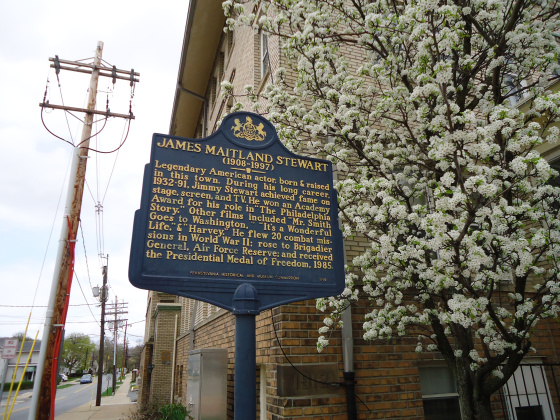 JAMES MAITLAND STEWART
(1908-1997)
Legendary American actor, born & raised
in this town. During his long career,
1932-91, Jimmy Stewart achieved fame on
stage, screen, and T.V. He won an Academy
Award for his role in "The Philadelphia
Story." Other films included "Mr. Smith
Goes to Washington," "It's a Wonderful
Life," & "Harvey." He flew 20 combat mis-
sions in World War II; rose to Brigadier
General, Air Force Reserve; and received
the Presidential Medal of Freedom, 1985.
PENNSYLVANIA HISTORICAL AND MUSEUM COMMISSION